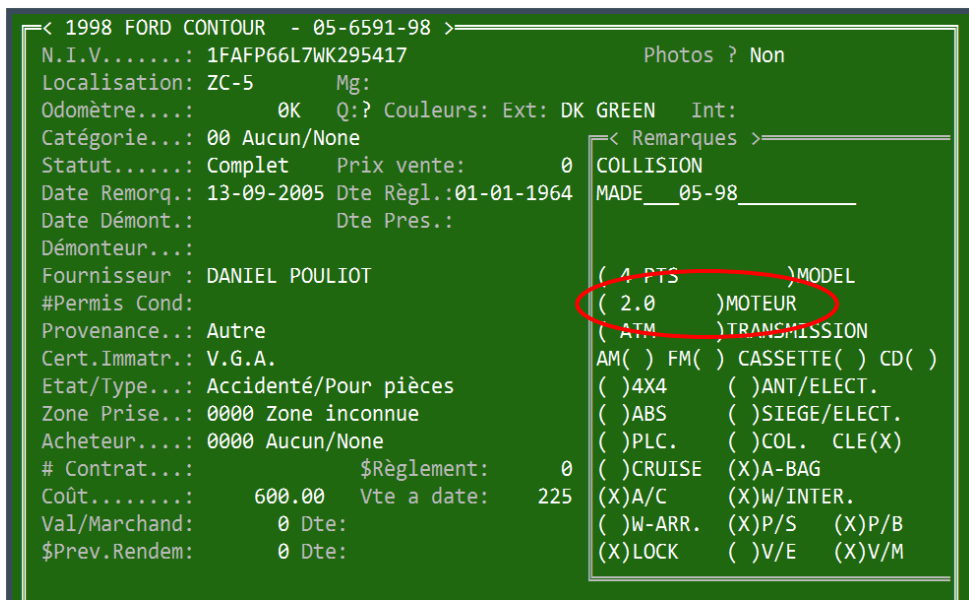 < 1998 FORD CONTOUR - 05-6591-98 >
N.I.V.......: 1FAFP66L7WK295417 Photos ? Non
Localisation: ZC-5 Mg:
Odomètre....: 0K Q:? Couleurs: Ext: DK GREEN Int:
Catégorie...: 00 Aucun/None
Statut......: Complet Prix vente: 0
Date Remorq.: 13-09-2005 Dte Règl.:01-01-1964
Date Démont.: Dte Pres.:
Démonteur...:
Fournisseur : DANIEL POULIOT
#Permis Cond:
Provenance..: Autre
Cert.Immatr.: V.G.A.
Etat/Type...: Accidenté/Pour pièces
Zone Prise..: 0000 Zone inconnue
Acheteur....: 0000 Aucun/None
# Contrat...: $Règlement: 0
Coût........: 600.00 Vte a date: 225
Val/Marchand: 0 Dte:
$Prev.Rendem: 0 Dte:
< Remarques >
COLLISION
MADE___05-98__________
( 4 PTS )MODEL
( 2.0 )MOTEUR
( ATM )TRANSMISSION
AM( ) FM( ) CASSETTE( ) CD( )
( )4X4 ( )ANT/ELECT.
( )ABS ( )SIEGE/ELECT.
( )PLC. ( )COL. CLE(X)
( )CRUISE (X)A-BAG
(X)A/C (X)W/INTER.
( )W-ARR. (X)P/S (X)P/B
(X)LOCK ( )V/E (X)V/M